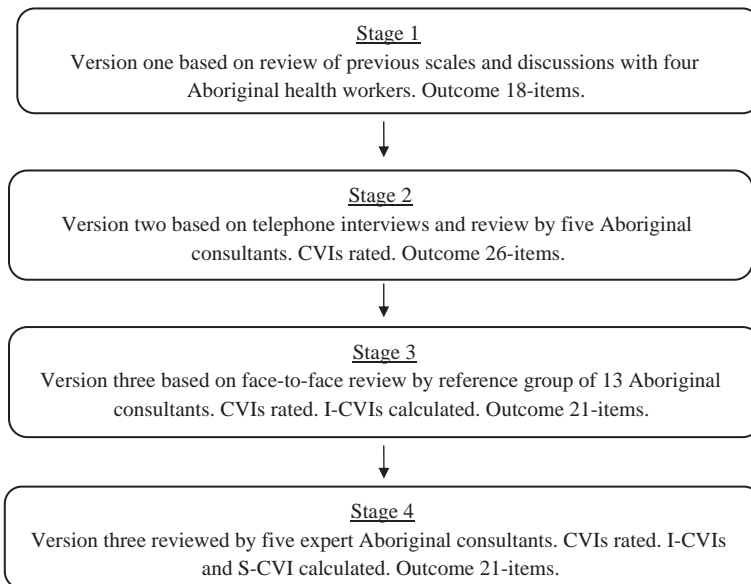 Stage 1
Version one based on review of previous scales and discussions with four
Aboriginal health workers. Outcome 18-items.
Stage 2
Version two based on telephone interviews and review by five Aboriginal
consultants. CVIs rated. Outcome 26-items.
Stage 3
Version three based on face-to-face review by reference group of 13 Aboriginal
consultants. CVIs rated. I-CVIs calculated. Outcome 21-items.
Stage 4
Version three reviewed by five expert Aboriginal consultants. CVIs rated. I-CVIs
and S-CVI calculated. Outcome 21-items.